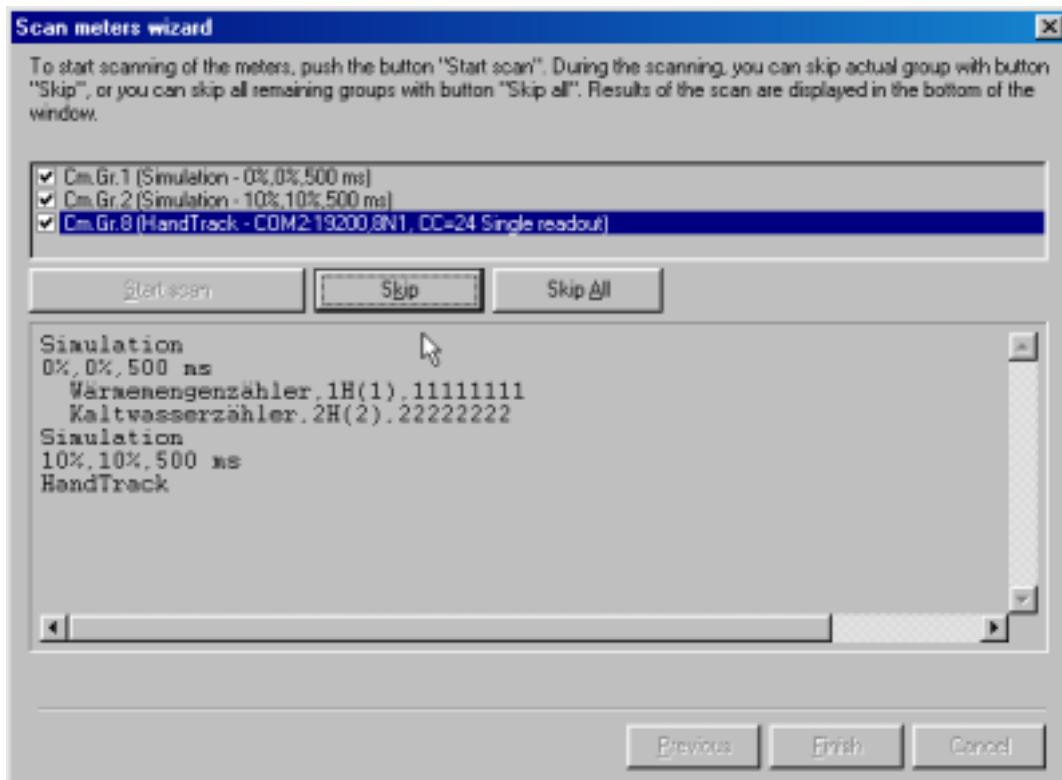 Scan meters wizard
To start scanning of the meters, push the button "Start scan". During the scanning, you can skip actual group with button
"Skip", or you can skip all remaining groups with button "Skip all". Results of the scan are displayed in the bottom of the
window.
Cm.Gr.1 (Simulation - 0%,0%,500 ms)
Cm.Gr.2 (Simulation - 10%,10%,500 ms)
Cm.Gr.8 (HandTrack - COM2:19200,8N1, CC=24 Single readout)
Start scan
Skip
Skip All
Simulation
0%,0%,500 ms
Wärmemengenzähler,1H(1),11111111
Kaltwasserzähler,2H(2),22222222
Simulation
10%,10%,500 ms
HandTrack
Previous
Finish
Cancel